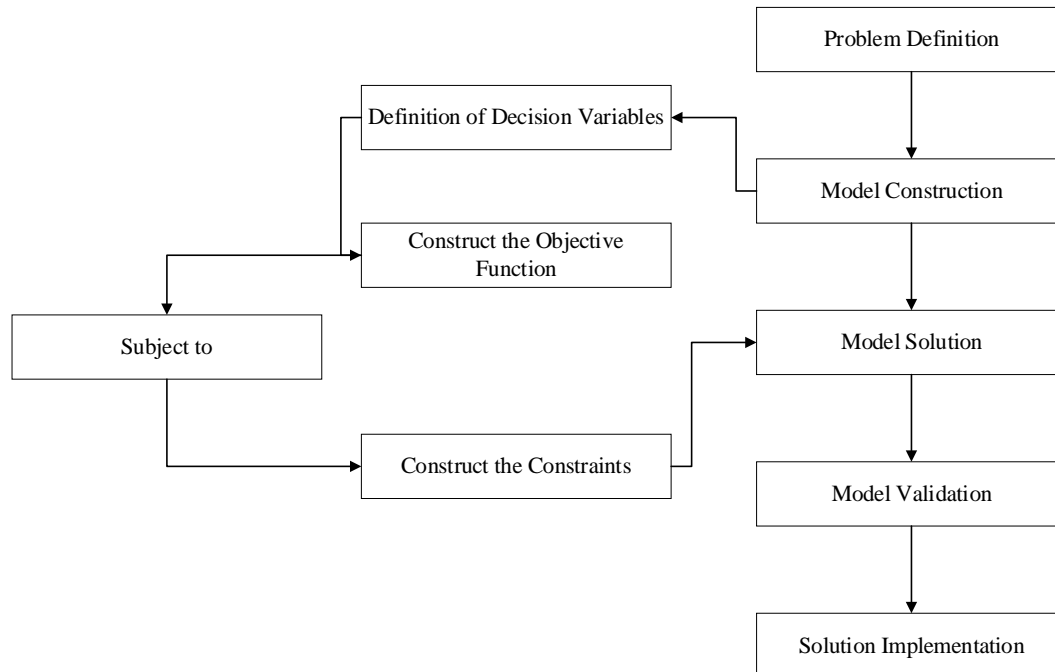 Problem Definition
Definition of Decision Variables
Model Construction
Construct the Objective
Function
Subject to
Model Solution
Construct the Constraints
Model Validation
Solution Implementation